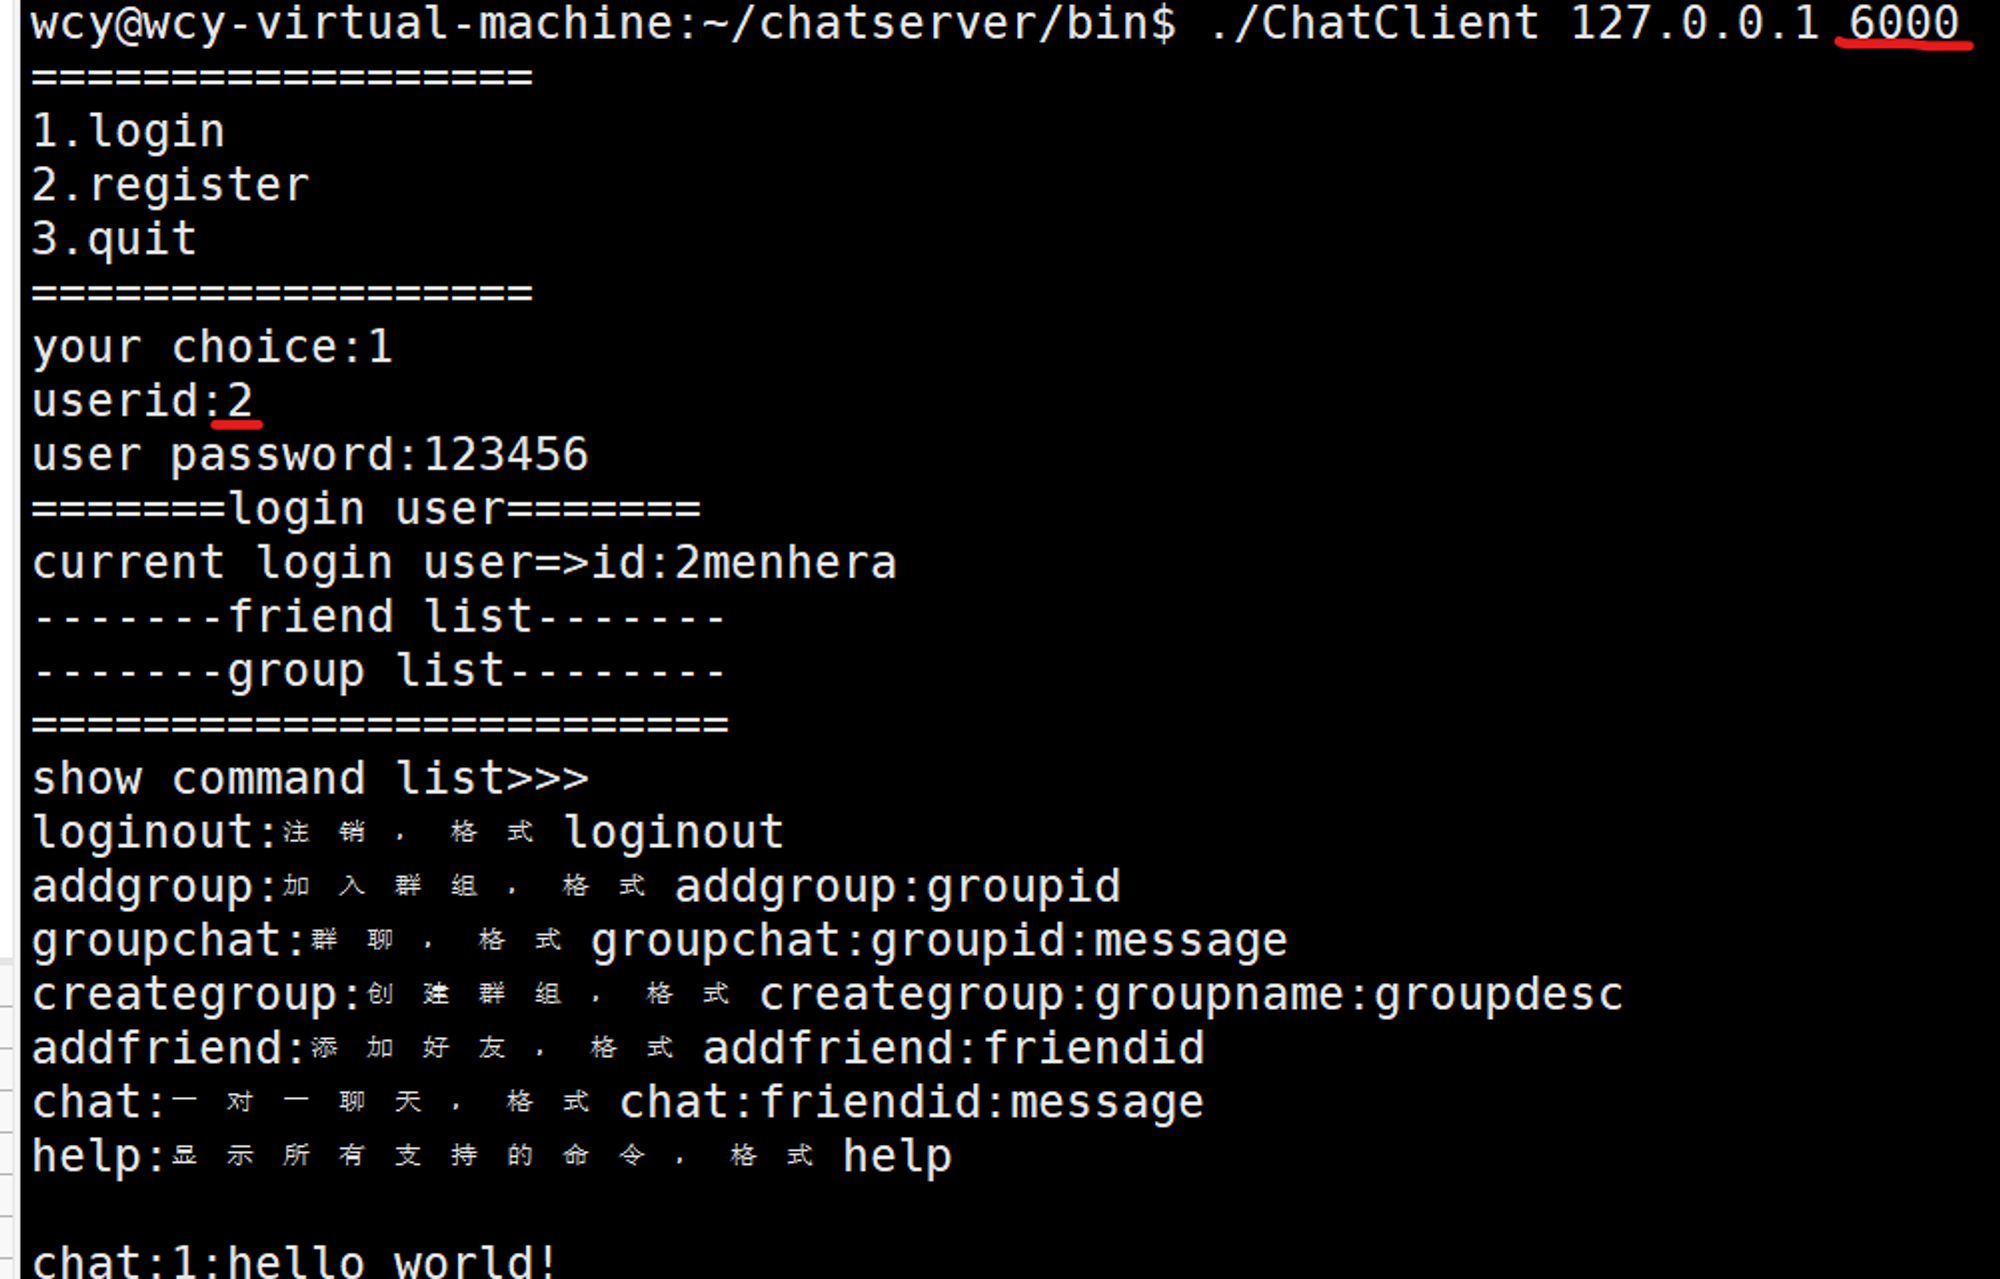 wcy@wcy-virtual-machine:~/chatserver/bin$ ./ChatClient 127.0.0.1 6000
==================
1.login
2.register
3.quit
==================
your choice:1
userid:2
user password:123456
=======login user=======
current login user=>id:2menhera
-------friend list-------
-------group list--------
=========================
show command list>>>
loginout:注销，格式 loginout
addgroup:加入群组，格式 addgroup:groupid
groupchat:群聊，格式 groupchat:groupid:message
creategroup:创建群组，格式 creategroup:groupname:groupdesc
addfriend:添加好友，格式 addfriend:friendid
chat:一对一聊天，格式 chat:friendid:message
help:显示所有支持的命令，格式 help
chat:1:hello world!